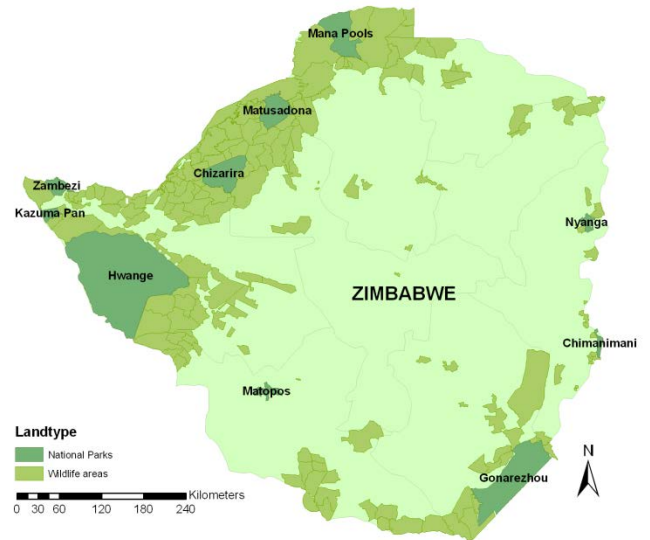 Mana Pools
Matusadona
Chizarira
Zambezi
Kazuma Pan
Nyanga
Hwange
ZIMBABWE
Chimanimani
Matopos
Landtype
National Parks
Wildlife areas
N
Gonarezhou
Kilometers
0 30 60 120 180 240